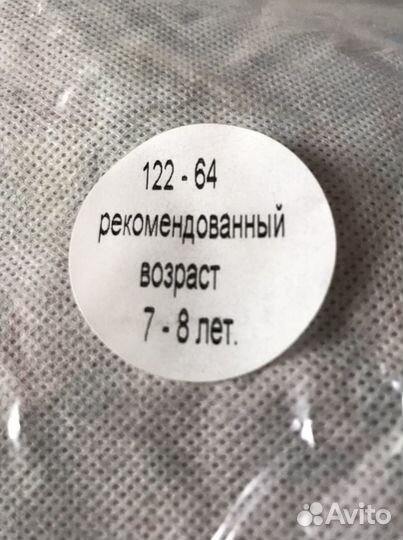 122 - 64
рекомендованный
возраст
7 - 8 лет.
Avito